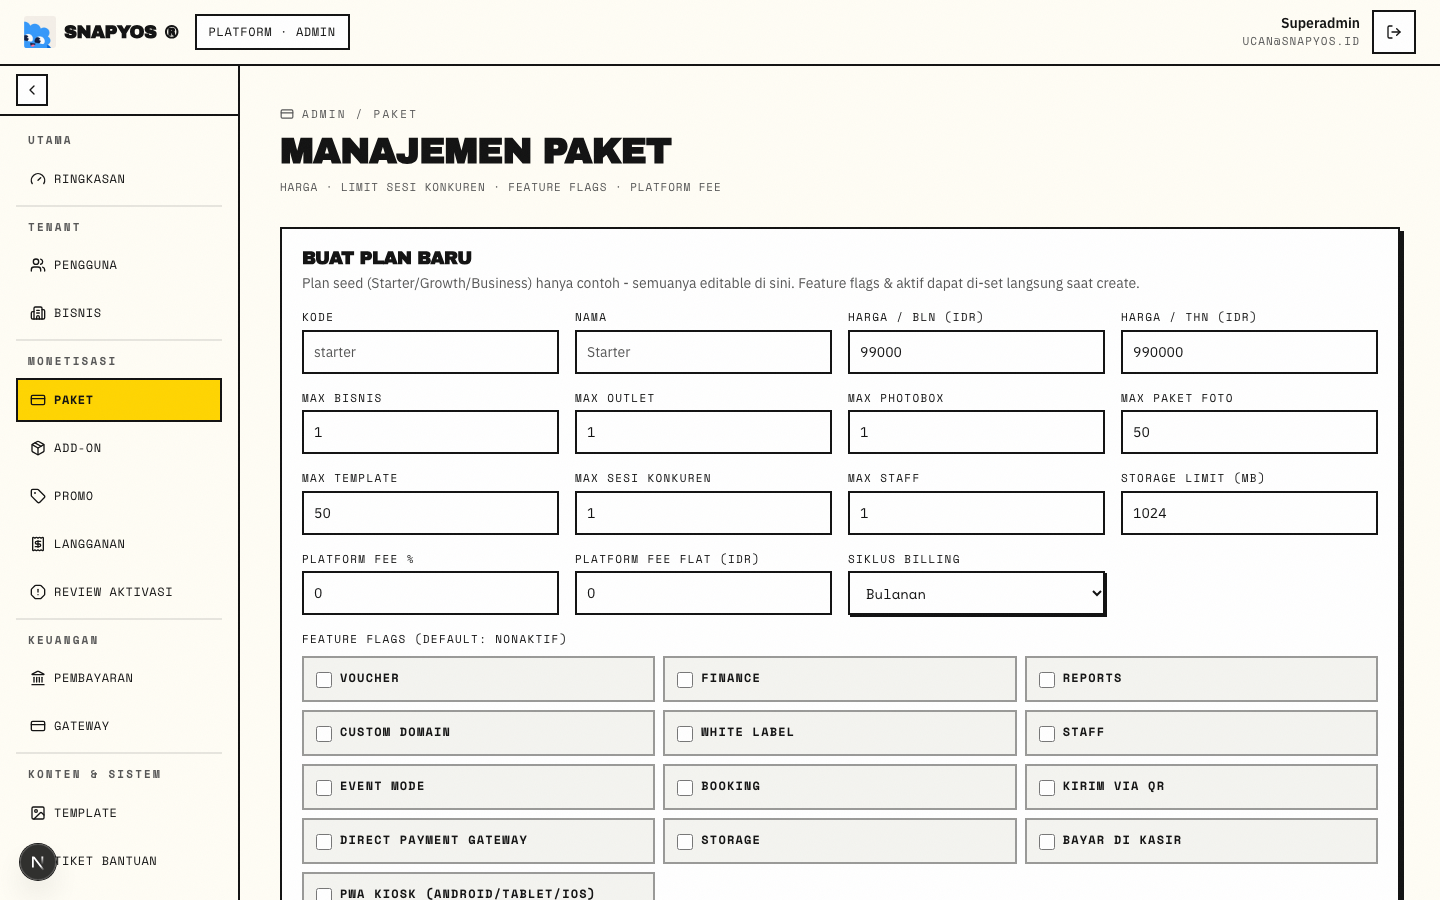 SNAPYOS ®
PLATFORM · ADMIN
Superadmin
UCAN@SNAPYOS.ID
UTAMA
RINGKASAN
TENANT
PENGGUNA
BISNIS
MONETISASI
PAKET
ADD-ON
PROMO
LANGGANAN
REVIEW AKTIVASI
KEUANGAN
PEMBAYARAN
GATEWAY
KONTEN & SISTEM
TEMPLATE
TIKET BANTUAN
N
ADMIN / PAKET
MANAJEMEN PAKET
HARGA · LIMIT SESI KONKUREN · FEATURE FLAGS · PLATFORM FEE
BUAT PLAN BARU
Plan seed (Starter/Growth/Business) hanya contoh - semuanya editable di sini. Feature flags & aktif dapat di-set langsung saat create.
KODE NAMA HARGA / BLN (IDR) HARGA / THN (IDR)
starter Starter 99000 990000
MAX BISNIS MAX OUTLET MAX PHOTOBOX MAX PAKET FOTO
1 1 1 50
MAX TEMPLATE MAX SESI KONKUREN MAX STAFF STORAGE LIMIT (MB)
50 1 1 1024
PLATFORM FEE % PLATFORM FEE FLAT (IDR) SIKLUS BILLING
0 0 Bulanan
FEATURE FLAGS (DEFAULT: NONAKTIF)
VOUCHER FINANCE REPORTS
CUSTOM DOMAIN WHITE LABEL STAFF
EVENT MODE BOOKING KIRIM VIA QR
DIRECT PAYMENT GATEWAY STORAGE BAYAR DI KASIR
PWA KIOSK (ANDROID/TABLET/IOS)